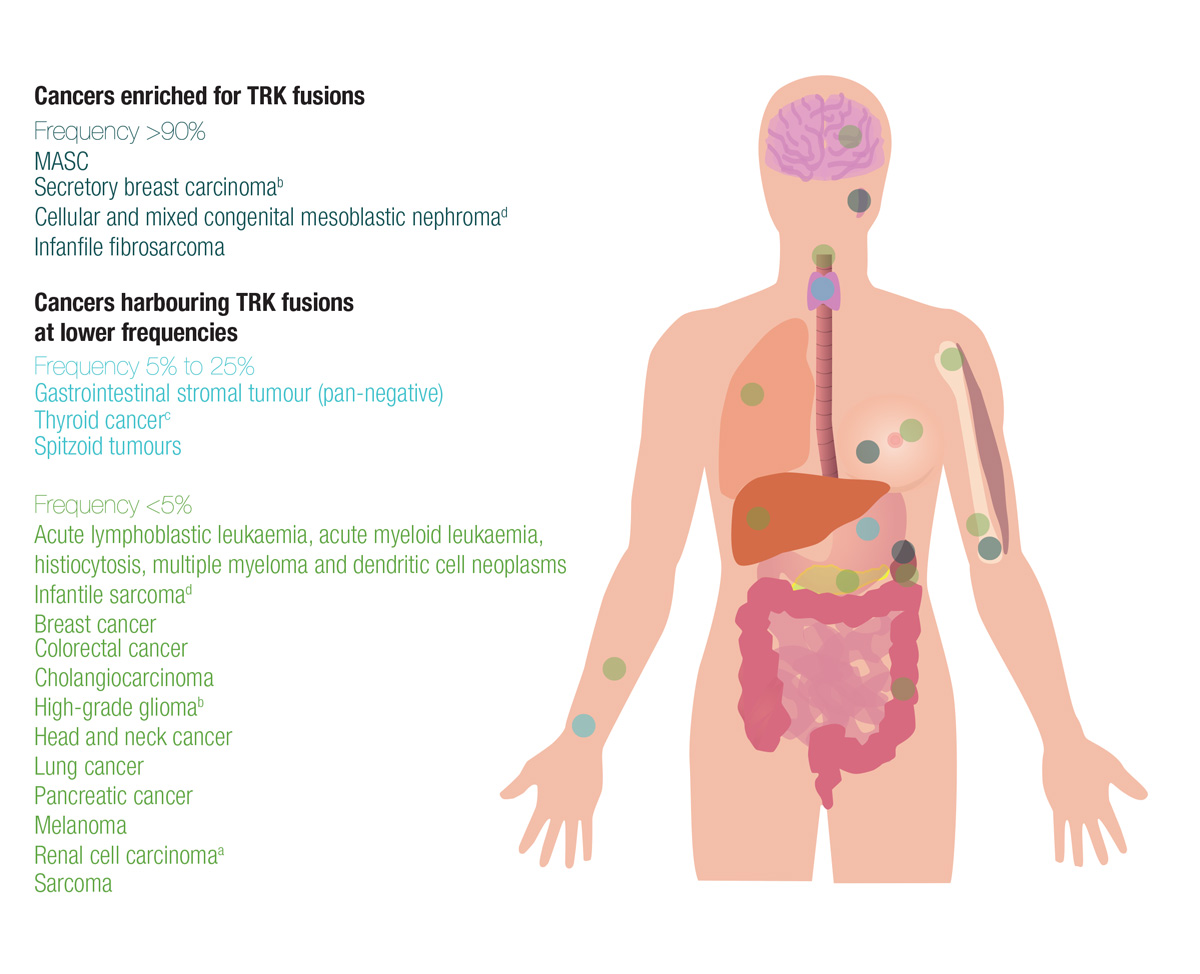 Cancers enriched for TRK fusions
Frequency >90%
MASC
Secretory breast carcinomaᵇ
Cellular and mixed congenital mesoblastic nephromaᵈ
Infanfile fibrosarcoma
Cancers harbouring TRK fusions
at lower frequencies
Frequency 5% to 25%
Gastrointestinal stromal tumour (pan-negative)
Thyroid cancerᶜ
Spitzoid tumours
Frequency <5%
Acute lymphoblastic leukaemia, acute myeloid leukaemia,
histiocytosis, multiple myeloma and dendritic cell neoplasms
Infantile sarcomaᵈ
Breast cancer
Colorectal cancer
Cholangiocarcinoma
High-grade gliomaᵇ
Head and neck cancer
Lung cancer
Pancreatic cancer
Melanoma
Renal cell carcinomaᵃ
Sarcoma